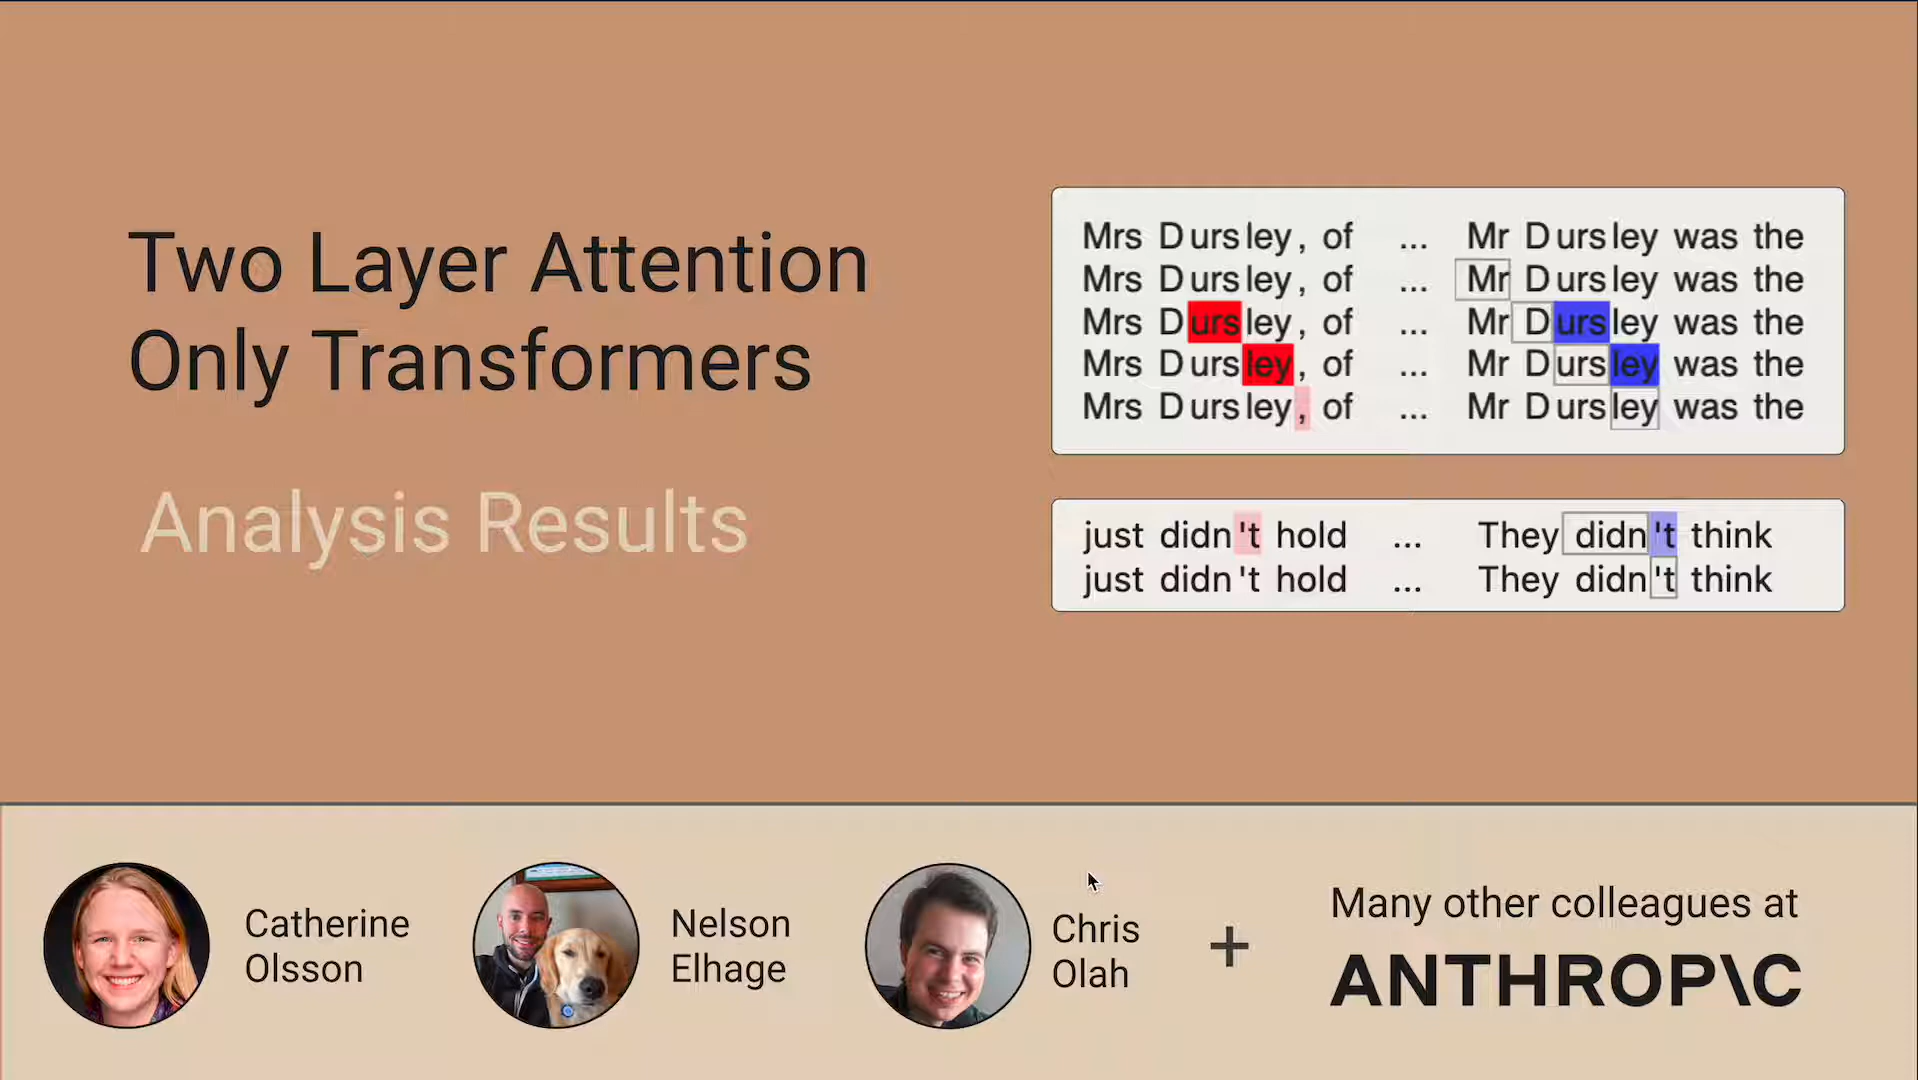 Two Layer Attention
Only Transformers
Analysis Results
Mrs Dursley, of ... Mr Dursley was the
Mrs Dursley, of ... Mr Dursley was the
Mrs Dursley, of ... Mr Dursley was the
Mrs Dursley, of ... Mr Dursley was the
Mrs Dursley, of ... Mr Dursley was the
just didn't hold ... They didn't think
just didn't hold ... They didn't think
Catherine
Olsson
Nelson
Elhage
Chris
Olah
+
Many other colleagues at
ANTHROP\C